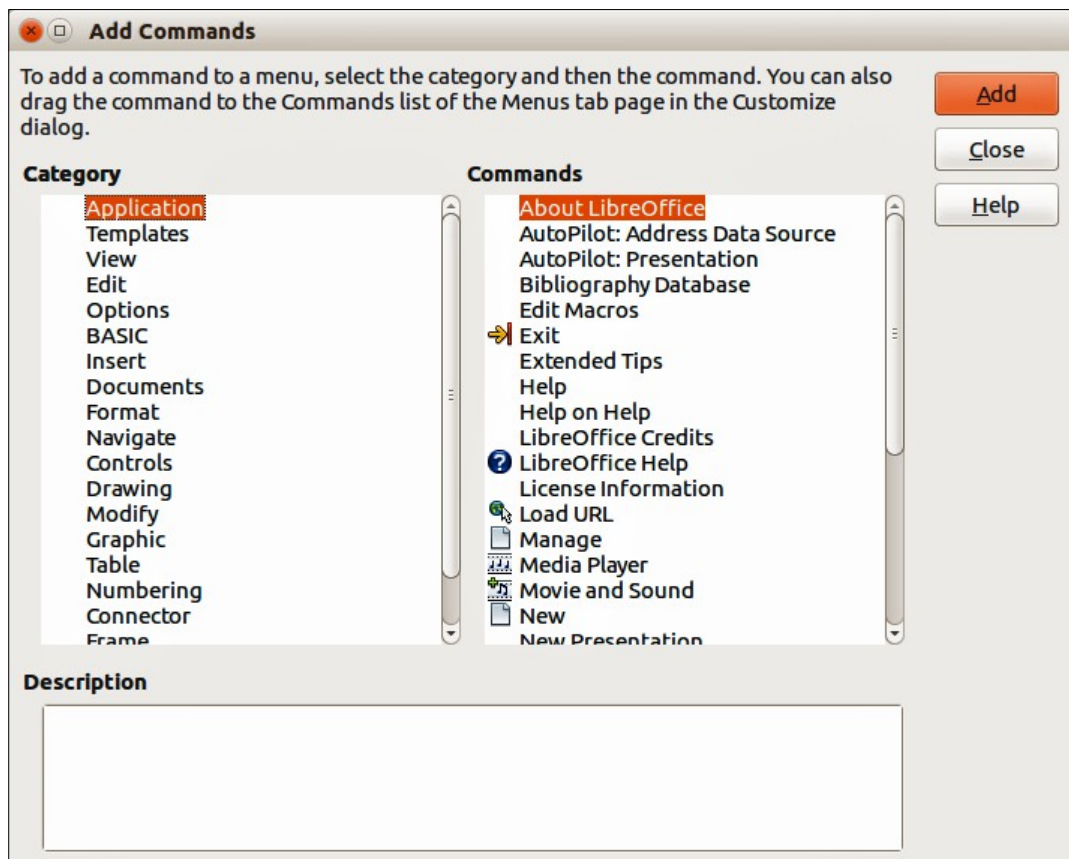 Add Commands
To add a command to a menu, select the category and then the command. You can also
drag the command to the Commands list of the Menus tab page in the Customize
dialog.
Add
Close
Help
Category
Application
Templates
View
Edit
Options
BASIC
Insert
Documents
Format
Navigate
Controls
Drawing
Modify
Graphic
Table
Numbering
Connector
Frame
Commands
About LibreOffice
AutoPilot: Address Data Source
AutoPilot: Presentation
Bibliography Database
Edit Macros
Exit
Extended Tips
Help
Help on Help
LibreOffice Credits
LibreOffice Help
License Information
Load URL
Manage
Media Player
Movie and Sound
New
New Presentation
Description